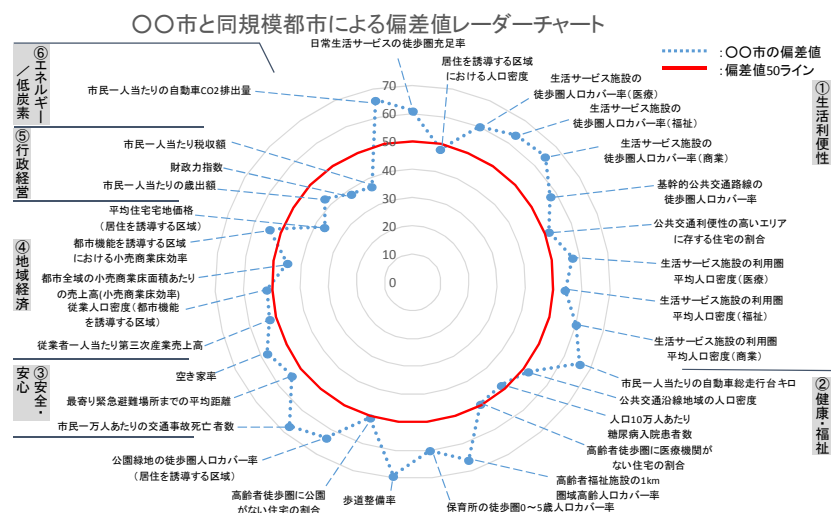 〇〇市と同規模都市による偏差値レーダーチャート
：〇〇市の偏差値
：偏差値50ライン
①生活利便性
日常生活サービスの徒歩圏充足率
居住を誘導する区域
における人口密度
生活サービス施設の
徒歩圏人口カバー率(医療)
生活サービス施設の
徒歩圏人口カバー率(福祉)
生活サービス施設の
徒歩圏人口カバー率(商業)
基幹的公共交通路線の
徒歩圏人口カバー率
公共交通利便性の高いエリア
に存する住宅の割合
生活サービス施設の利用圏
平均人口密度(医療)
生活サービス施設の利用圏
平均人口密度(福祉)
生活サービス施設の利用圏
平均人口密度(商業)
市民一人当たりの自動車総走行台キロ
公共交通沿線地域の人口密度
②健康・福祉
人口10万人あたり
糖尿病入院患者数
高齢者徒歩圏に医療機関が
ない住宅の割合
高齢者福祉施設の1km
圏域高齢人口カバー率
保育所の徒歩圏0～5歳人口カバー率
歩道整備率
高齢者徒歩圏に公園
がない住宅の割合
公園緑地の徒歩圏人口カバー率
(居住を誘導する区域)
③安全・
安心
市民一万人あたりの交通事故死亡者数
最寄り緊急避難場所までの平均距離
空き家率
④地域経済
従業者一人当たり第三次産業売上高
従業人口密度(都市機能
を誘導する区域)
都市全域の小売商業床面積あたり
の売上高(小売商業床効率)
都市機能を誘導する区域
における小売商業床効率
平均住宅宅地価格
(居住を誘導する区域)
⑤行政経営
市民一人当たりの歳出額
財政力指数
市民一人当たり税収額
⑥エネルギー
／低炭素
市民一人当たりの自動車CO2排出量
70
60
50
40
30
20
10
0